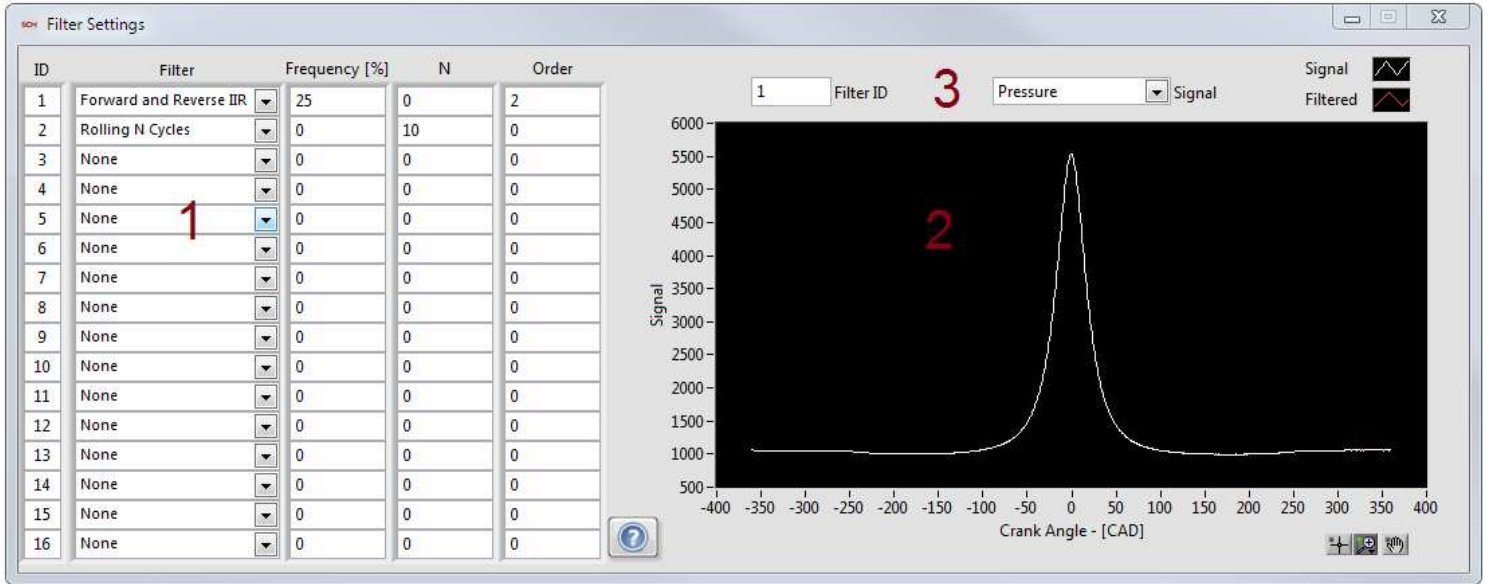 SCM Filter Settings
ID Filter Frequency [%] N Order
1 Forward and Reverse IIR 25 0 2
2 Rolling N Cycles 0 10 0
3 None 0 0 0
4 None 0 0 0
5 None 0 0 0
6 None 0 0 0
7 None 0 0 0
8 None 0 0 0
9 None 0 0 0
10 None 0 0 0
11 None 0 0 0
12 None 0 0 0
13 None 0 0 0
14 None 0 0 0
15 None 0 0 0
16 None 0 0 0
1
?
1 Filter ID 3 Pressure Signal
Signal
Filtered
2
Signal
6000
5500
5000
4500
4000
3500
3000
2500
2000
1500
1000
500
-400 -350 -300 -250 -200 -150 -100 -50 0 50 100 150 200 250 300 350 400
Crank Angle - [CAD]